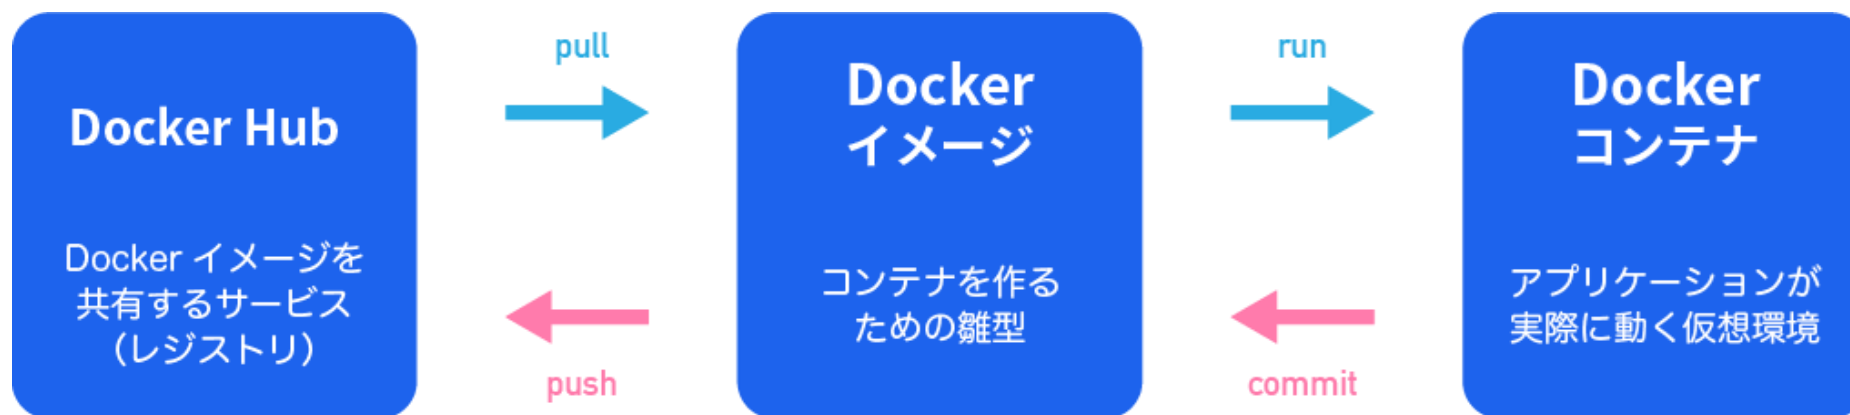 Docker Hub
Docker イメージを
共有するサービス
（レジストリ）
pull
push
Docker
イメージ
コンテナを作る
ための雛型
run
commit
Docker
コンテナ
アプリケーションが
実際に動く仮想環境